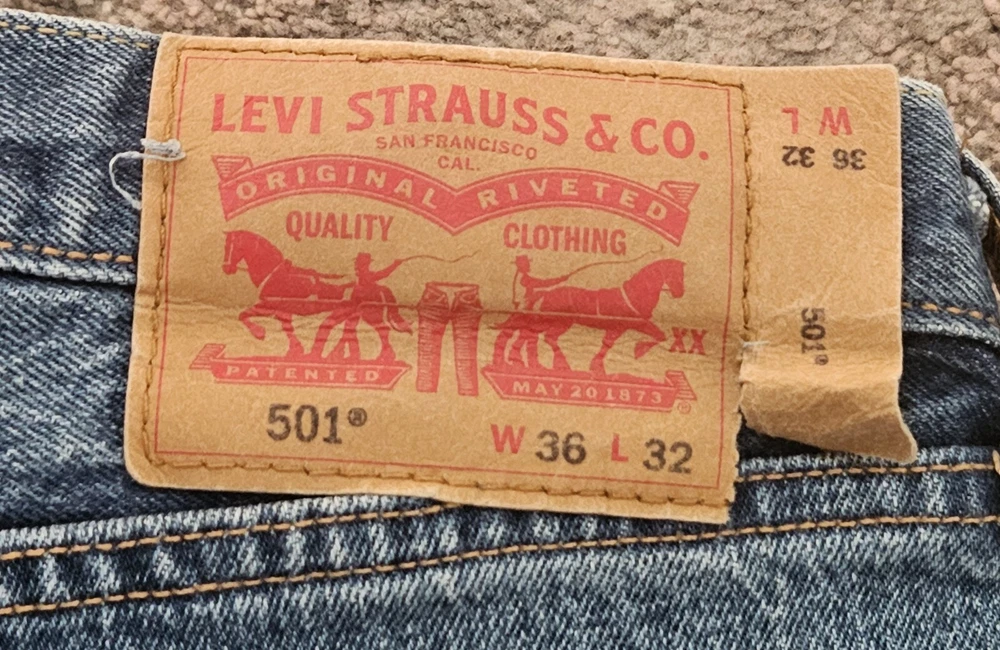 LEVI STRAUSS & CO.
SAN FRANCISCO
CAL.
ORIGINAL RIVETED
QUALITY CLOTHING
XX
PATENTED MAY 20 1873
®
501® W 36 L 32
W L
36 32
501®